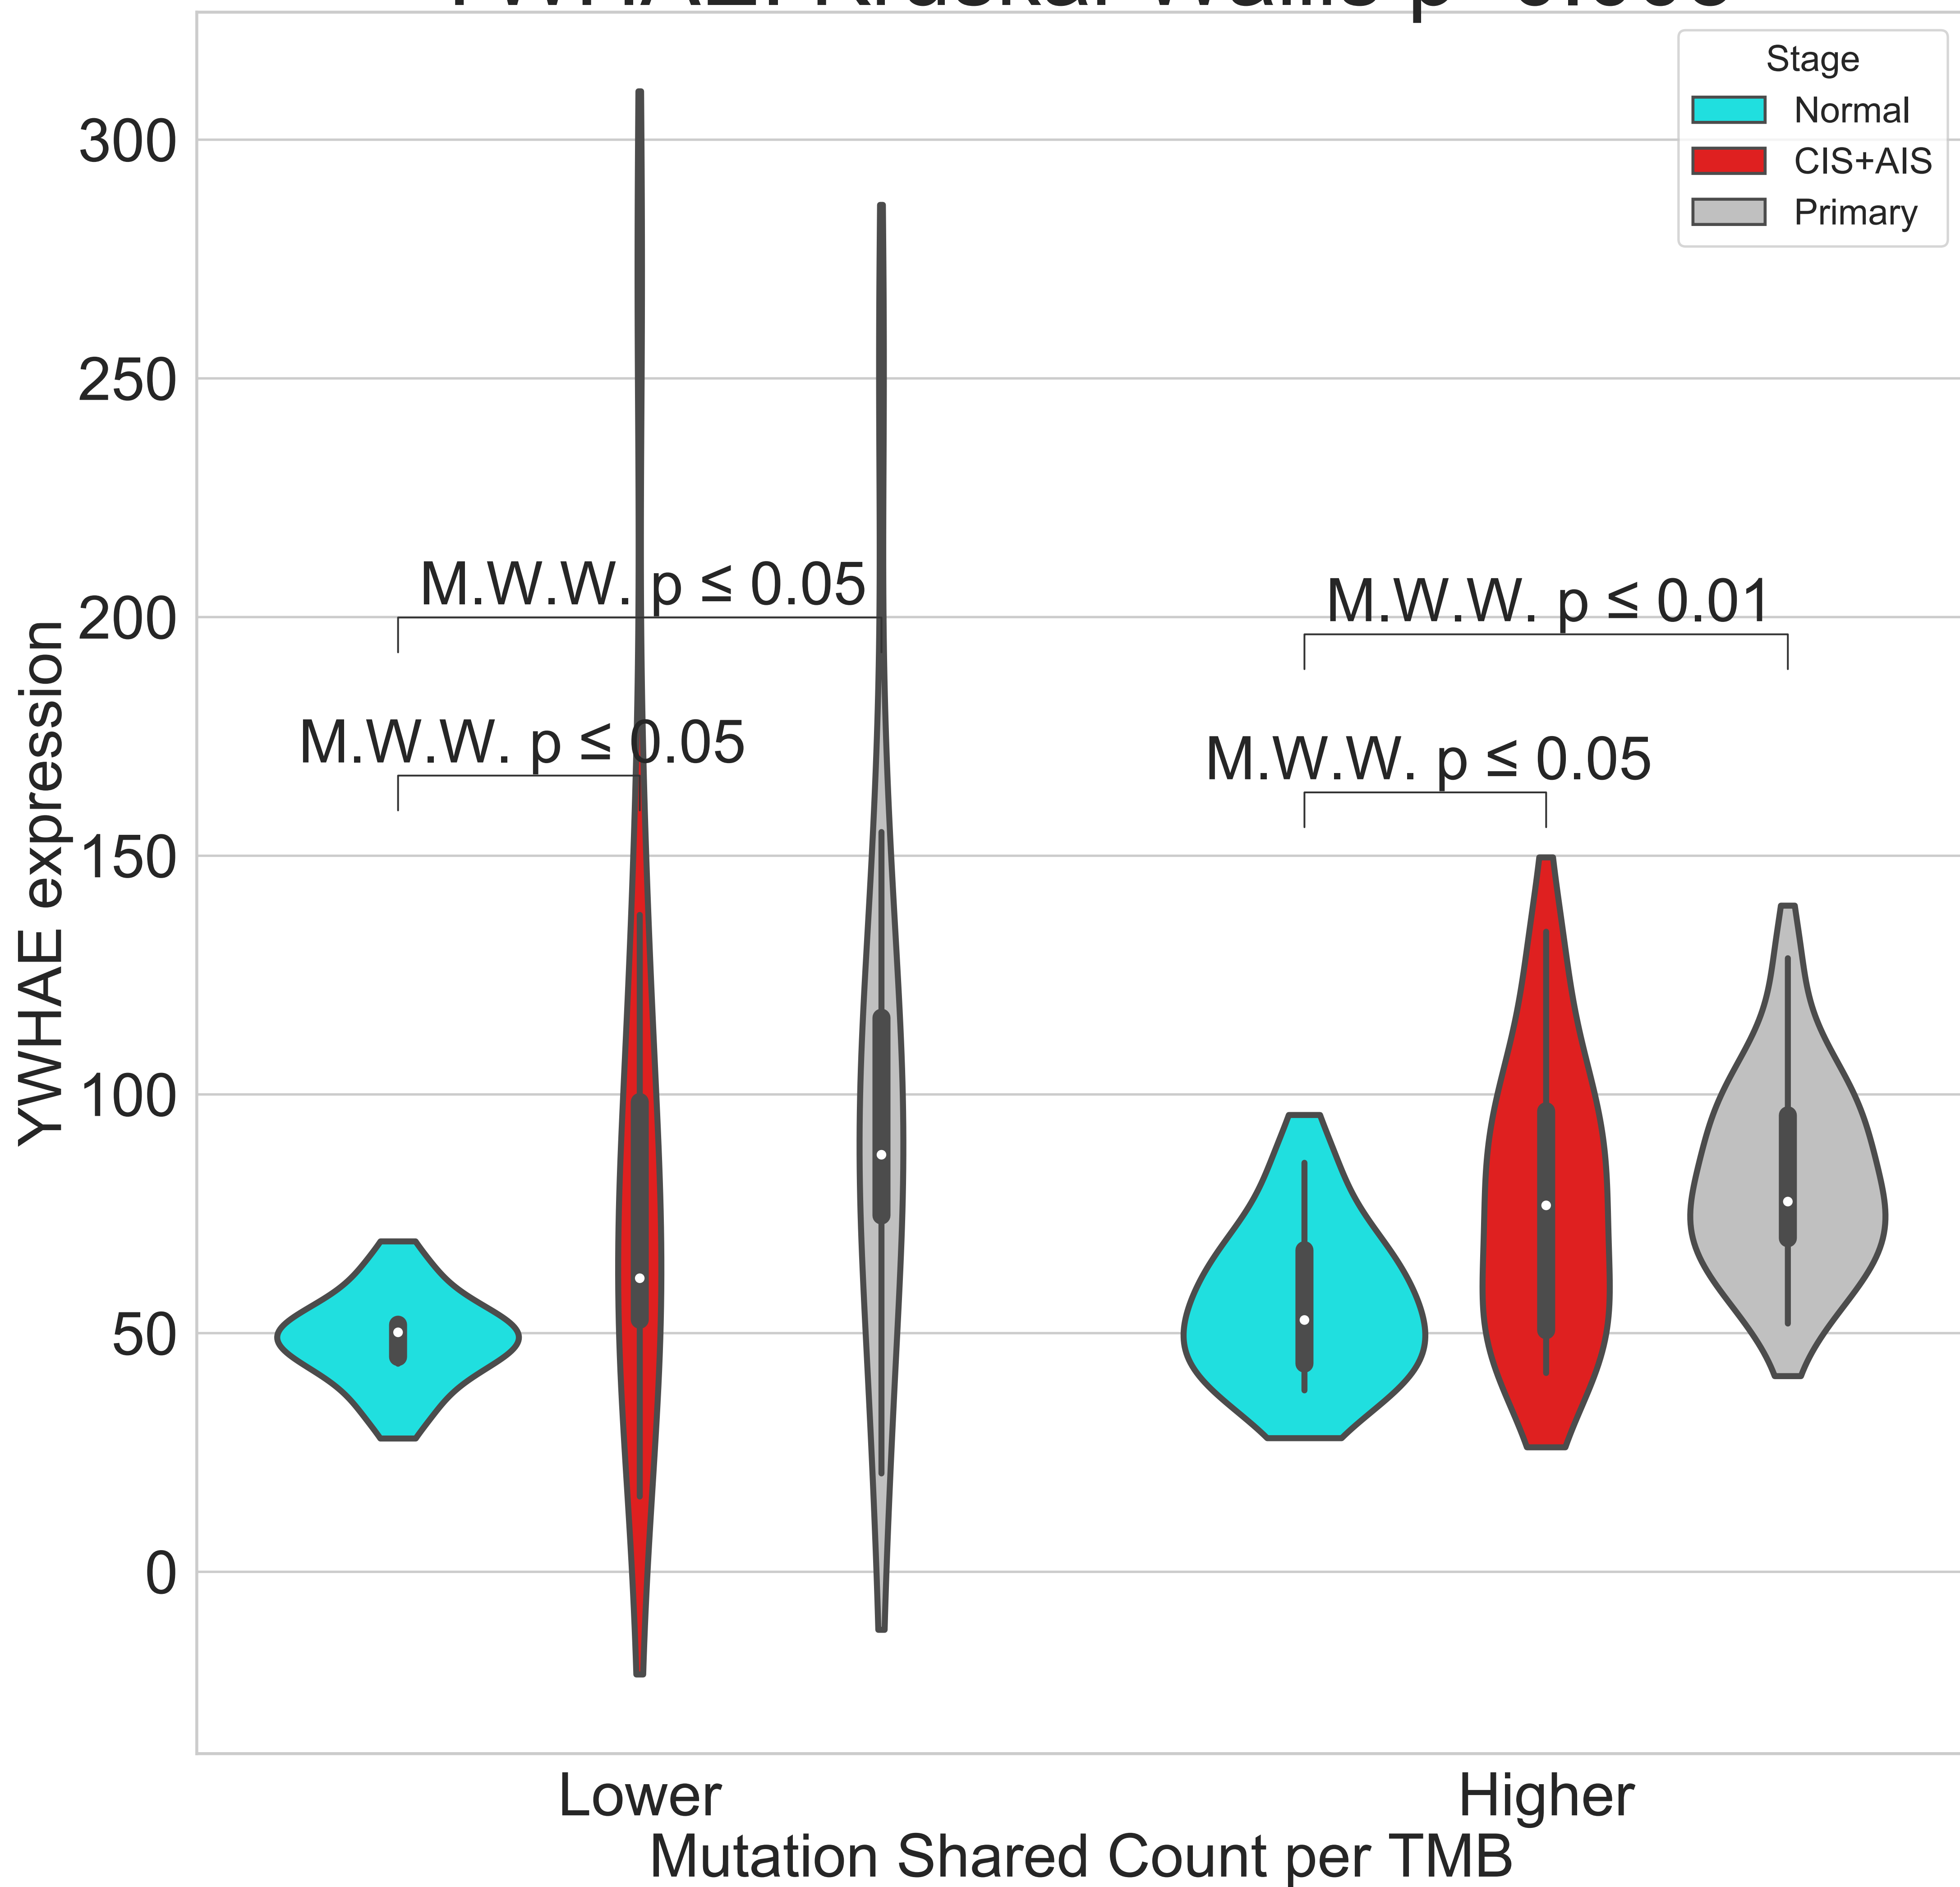 Stage
Normal
CIS+AIS
Primary
300
250
200
150
100
50
0
YWHAE expression
M.W.W. p ≤ 0.05
M.W.W. p ≤ 0.01
M.W.W. p ≤ 0.05
M.W.W. p ≤ 0.05
Lower
Higher
Mutation Shared Count per TMB